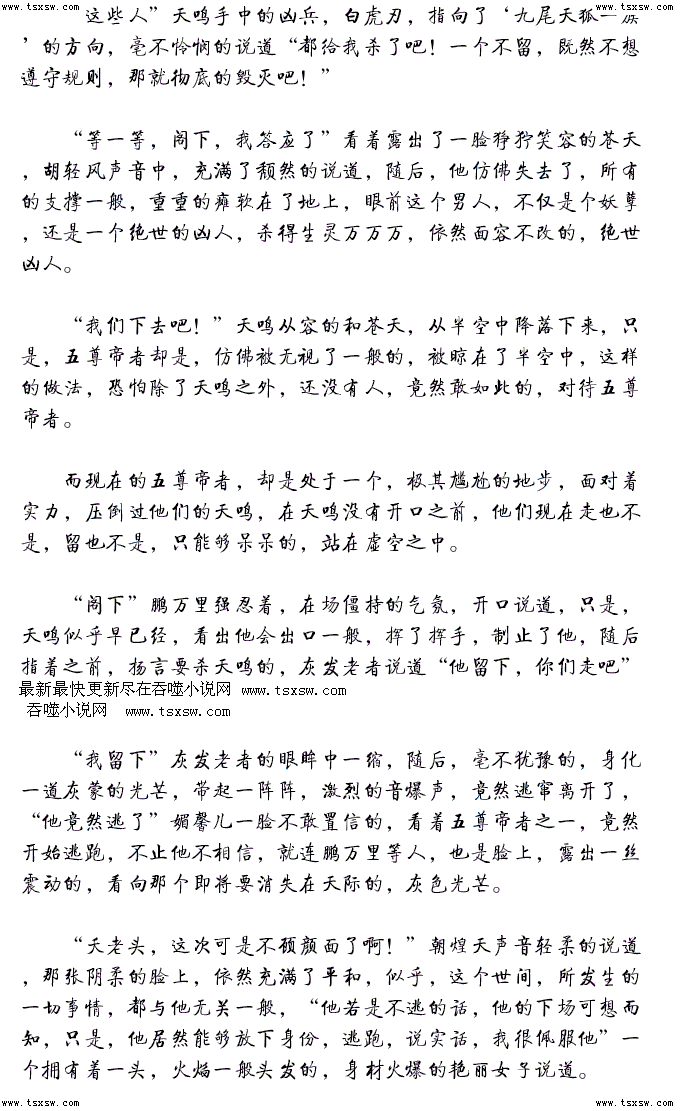 www.tsxsw.com www.tsxsw.com
这些人”天鸣手中的凶兵，白虎刃，指向了‘九尾天狐一族
’的方向，毫不怜悯的说道“都给我杀了吧！一个不留，既然不想
遵守规则，那就彻底的毁灭吧！”
“等一等，阁下，我答应了”看着露出了一脸狰狞笑容的苍天
，胡轻风声音中，充满了颓然的说道，随后，他仿佛失去了，所有
的支撑一般，重重的瘫软在了地上，眼前这个男人，不仅是个妖孽
，还是一个绝世的凶人，杀得生灵万万万，依然面容不改的，绝世
凶人。
“我们下去吧！”天鸣从容的和苍天，从半空中降落下来，只
是，五尊帝者却是，仿佛被无视了一般的，被晾在了半空中，这样
的做法，恐怕除了天鸣之外，还没有人，竟然敢如此的，对待五尊
帝者。
而现在的五尊帝者，却是处于一个，极其尴尬的地步，面对着
实力，压倒过他们的天鸣，在天鸣没有开口之前，他们现在走也不
是，留也不是，只能够呆呆的，站在虚空之中。
“阁下”鹏万里强忍着，在场僵持的气氛，开口说道，只是，
天鸣似乎早已经，看出他会出口一般，挥了挥手，制止了他，随后
指着之前，扬言要杀天鸣的，灰发老者说道“他留下，你们走吧”
最新最快更新尽在吞噬小说网 www.tsxsw.com
吞噬小说网 www.tsxsw.com
“我留下”灰发老者的眼眸中一缩，随后，毫不犹豫的，身化
一道灰蒙的光芒，带起一阵阵，激烈的音爆声，竟然逃窜离开了，
“他竟然逃了”媚馨儿一脸不敢置信的，看着五尊帝者之一，竟然
开始逃跑，不止他不相信，就连鹏万里等人，也是脸上，露出一丝
震动的，看向那个即将要消失在天际的，灰色光芒。
“天老头，这次可是不顾颜面了啊！”朝煌天声音轻柔的说道
，那张阴柔的脸上，依然充满了平和，似乎，这个世间，所发生的
一切事情，都与他无关一般，“他若是不逃的话，他的下场可想而
知，只是，他居然能够放下身份，逃跑，说实话，我很佩服他”一
个拥有着一头，火焰一般头发的，身材火爆的艳丽女子说道。
www.tsxsw.com www.tsxsw.com